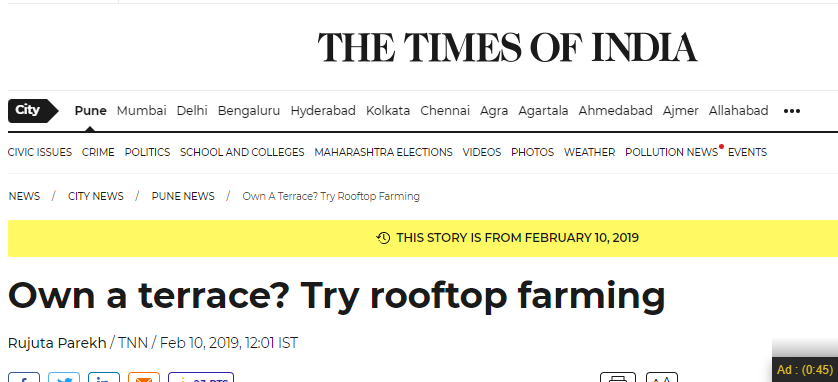 THE TIMES OF INDIA
City Pune Mumbai Delhi Bengaluru Hyderabad Kolkata Chennai Agra Agartala Ahmedabad Ajmer Allahabad •••
CIVIC ISSUES CRIME POLITICS SCHOOL AND COLLEGES MAHARASHTRA ELECTIONS VIDEOS PHOTOS WEATHER POLLUTION NEWS EVENTS
NEWS / CITY NEWS / PUNE NEWS / Own A Terrace? Try Rooftop Farming
THIS STORY IS FROM FEBRUARY 10, 2019
Own a terrace? Try rooftop farming
Rujuta Parekh / TNN / Feb 10, 2019, 12:01 IST
Ad : (0:45)